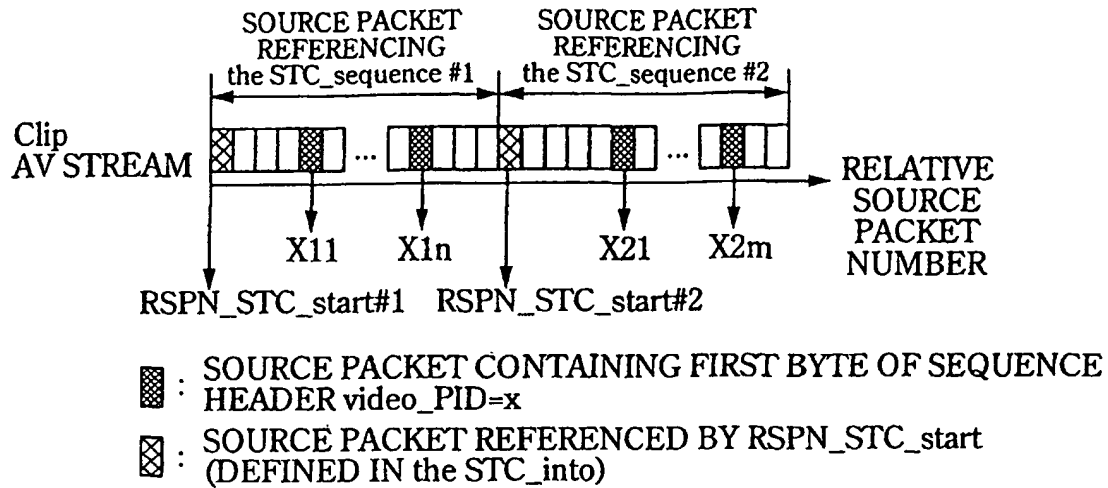 SOURCE PACKET
REFERENCING
the STC_sequence #1
SOURCE PACKET
REFERENCING
the STC_sequence #2
Clip
AV STREAM
...
...
RELATIVE
SOURCE
PACKET
NUMBER
X11
X1n
X21
X2m
RSPN_STC_start#1
RSPN_STC_start#2
: SOURCE PACKET CONTAINING FIRST BYTE OF SEQUENCE
HEADER video_PID=x
: SOURCE PACKET REFERENCED BY RSPN_STC_start
(DEFINED IN the STC_into)